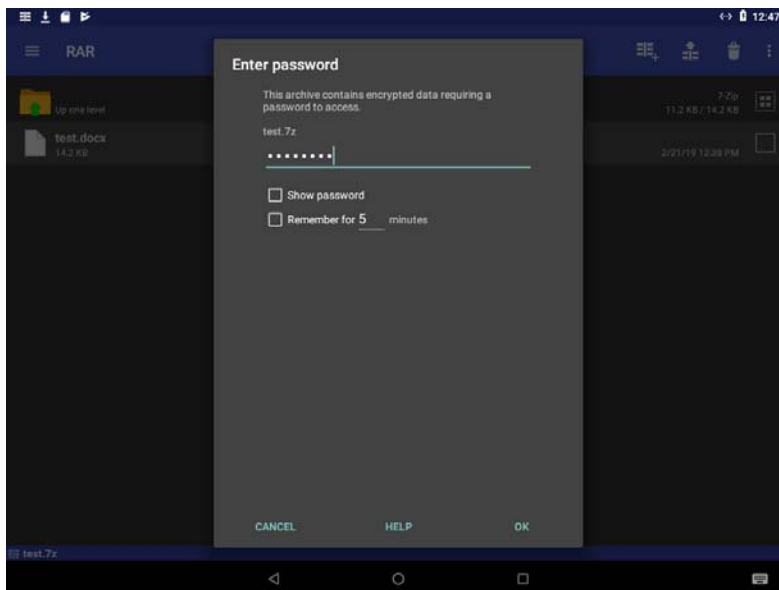 12:47
RAR
Enter password
This archive contains encrypted data requiring a
password to access.
test.7z
Show password
Remember for 5 minutes
Up one level
7-Zip
11.2 KB / 14.2 KB
test.docx
14.2 KB
2/21/19 12:39 PM
CANCEL HELP OK
test.7z